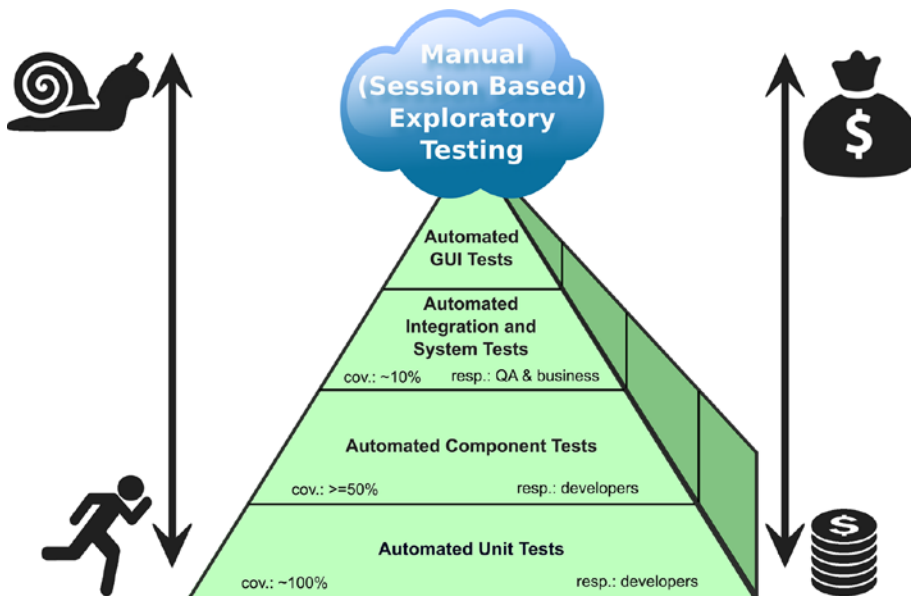 Manual
(Session Based)
Exploratory
Testing
$
Automated
GUI Tests
Automated
Integration and
System Tests
cov.: ~10% resp.: QA & business
Automated Component Tests
cov.: >=50% resp.: developers
$
Automated Unit Tests
cov.: ~100% resp.: developers